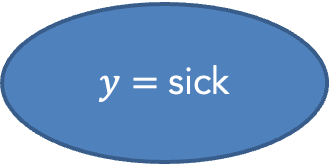 y = sick